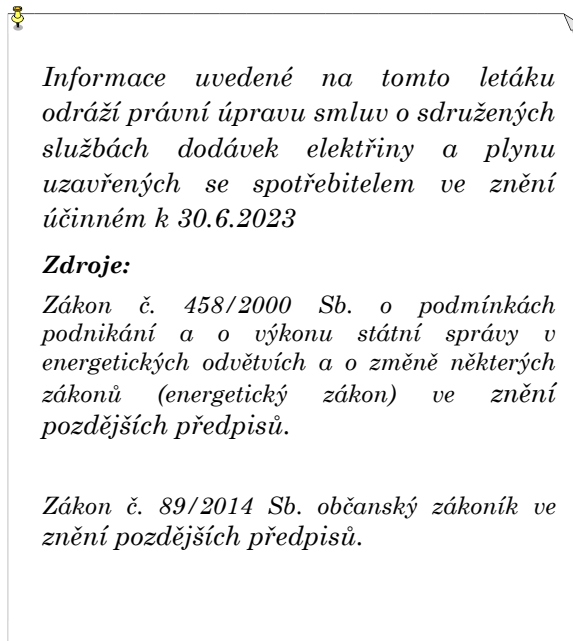 Informace uvedené na tomto letáku
odráží právní úpravu smluv o sdružených
službách dodávek elektřiny a plynu
uzavřených se spotřebitelem ve znění
účinném k 30.6.2023
Zdroje:
Zákon č. 458/2000 Sb. o podmínkách
podnikání a o výkonu státní správy v
energetických odvětvích a o změně některých
zákonů (energetický zákon) ve znění
pozdějších předpisů.
Zákon č. 89/2014 Sb. občanský zákoník ve
znění pozdějších předpisů.